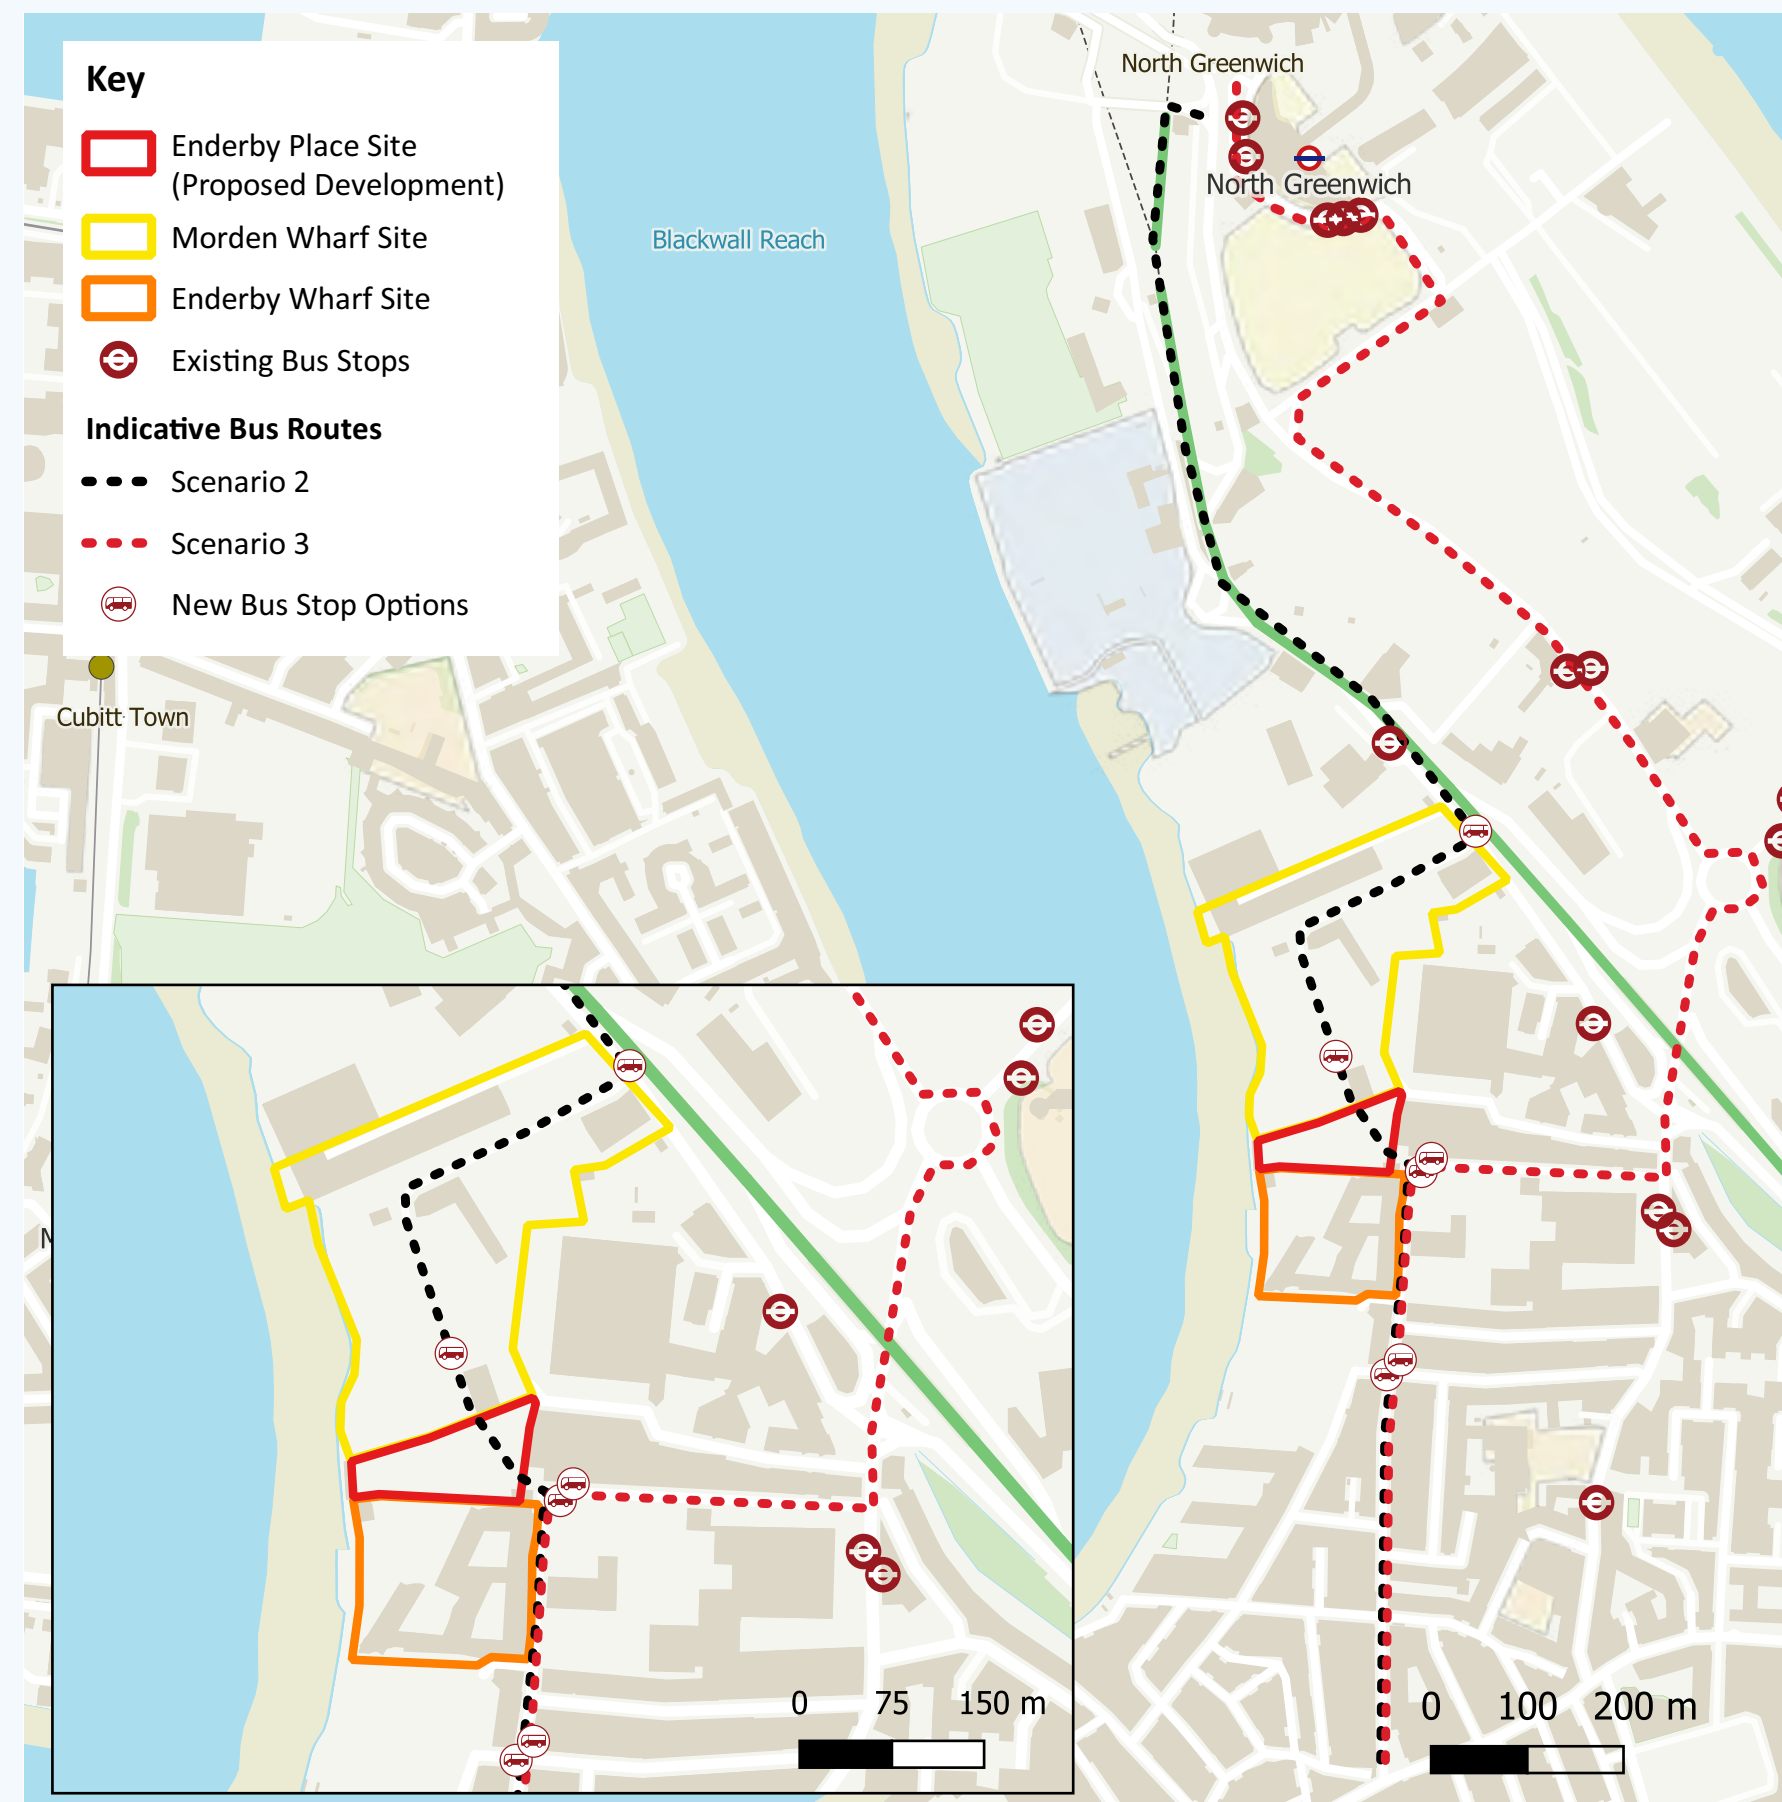 Key
Enderby Place Site
(Proposed Development)
Morden Wharf Site
Enderby Wharf Site
Existing Bus Stops
Indicative Bus Routes
Scenario 2
Scenario 3
New Bus Stop Options
North Greenwich
North Greenwich
Blackwall Reach
Cubitt Town
0 75 150 m
0 100 200 m